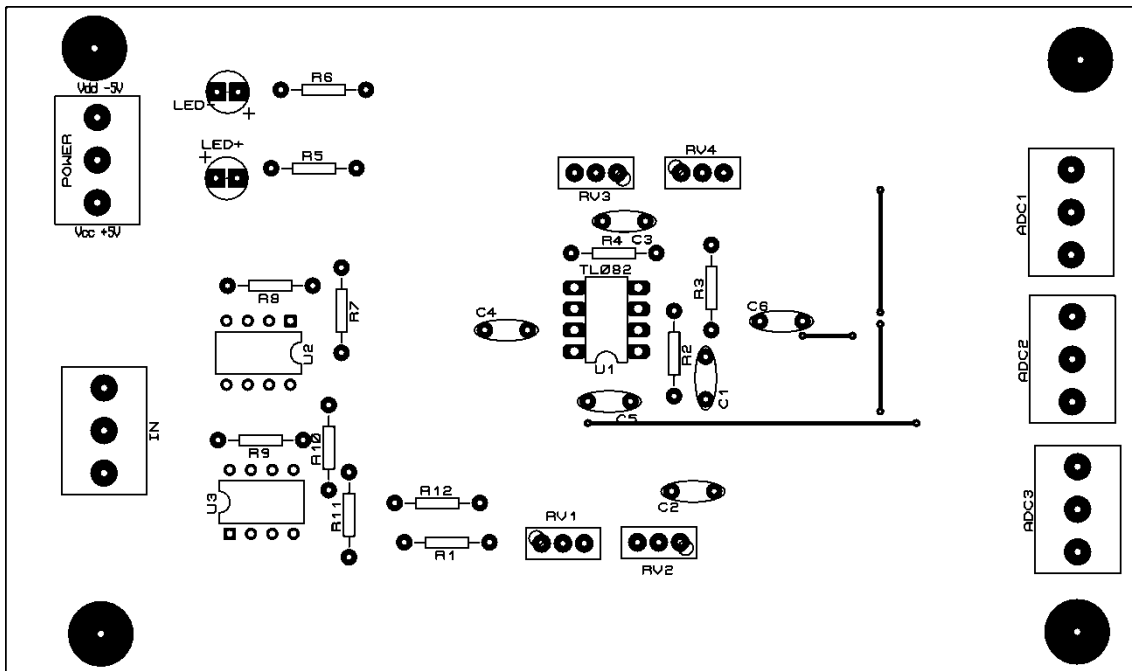 Vdd -5V
POWER
Vcc +5V
LED-
+
R6
LED+
+
R5
RV3
RV4
C3
R4
TL082
R3
R8
R7
U2
C4
U1
R2
C6
C1
C5
ADC1
ADC2
ADC3
IN
R9
R10
U3
R11
R12
R1
RV1
C2
RV2